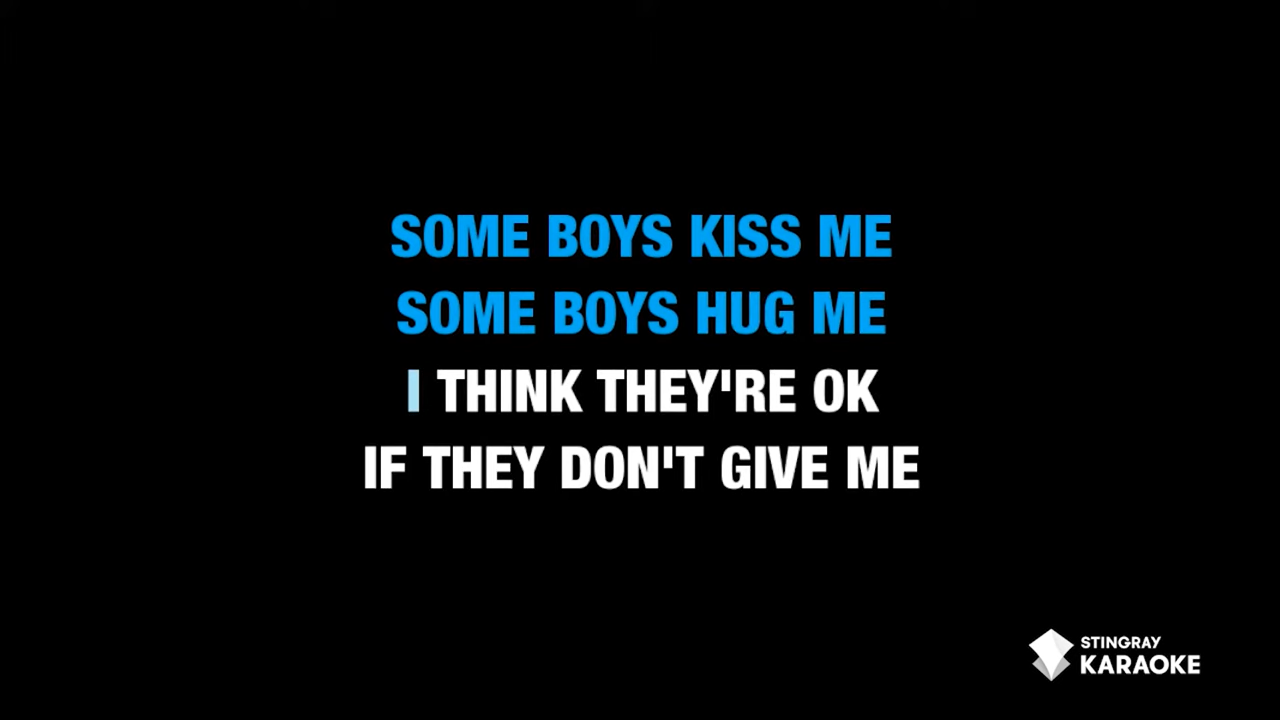 SOME BOYS KISS ME
SOME BOYS HUG ME
I THINK THEY'RE OK
IF THEY DON'T GIVE ME
STINGRAY
KARAOKE